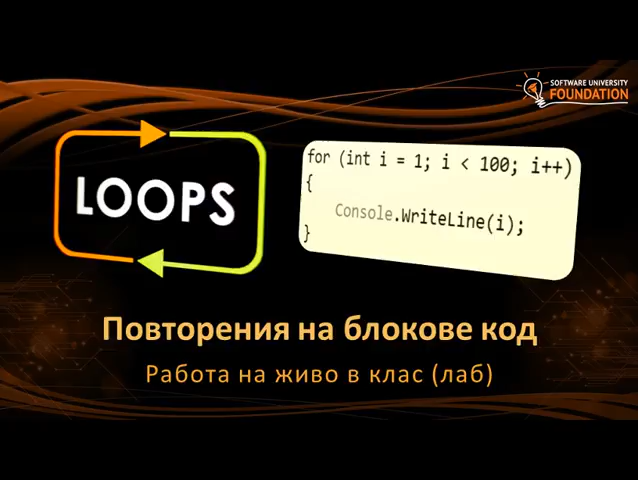 SOFTWARE UNIVERSITY
FOUNDATION
LOOPS
for (int i = 1; i < 100; i++)
{
Console.WriteLine(i);
}
Повторения на блокове код
Работа на живо в клас (лаб)